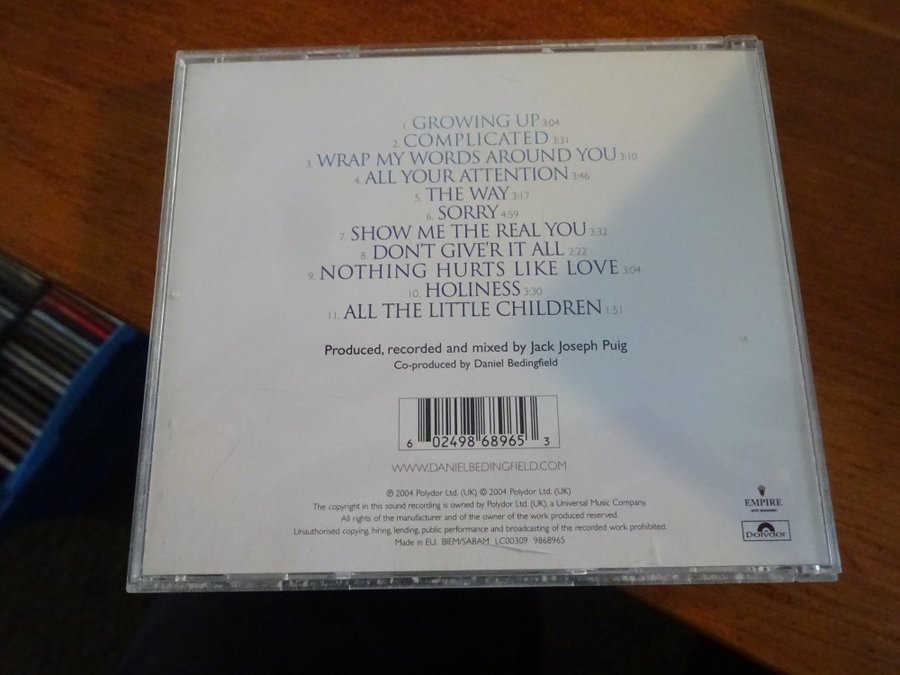 1. GROWING UP 3:04
2. COMPLICATED 3:31
3. WRAP MY WORDS AROUND YOU 3:10
4. ALL YOUR ATTENTION 3:46
5. THE WAY 3:17
6. SORRY 4:59
7. SHOW ME THE REAL YOU 3:32
8. DON'T GIVE'R IT ALL 2:22
9. NOTHING HURTS LIKE LOVE 3:04
10. HOLINESS 3:30
11. ALL THE LITTLE CHILDREN 1:51
Produced, recorded and mixed by Jack Joseph Puig
Co-produced by Daniel Bedingfield
6 02498 68965 3
WWW.DANIELBEDINGFIELD.COM
℗ 2004 Polydor Ltd. (UK) © 2004 Polydor Ltd. (UK)
The copyright in this sound recording is owned by Polydor Ltd. (UK), a Universal Music Company.
All rights of the manufacturer and of the owner of the work produced reserved.
Unauthorised copying, hiring, lending, public performance and broadcasting of the recorded work prohibited.
Made in EU. BIEM/SABAM LC00309 9868965
EMPIRE
ARTIST MANAGEMENT
Polydor